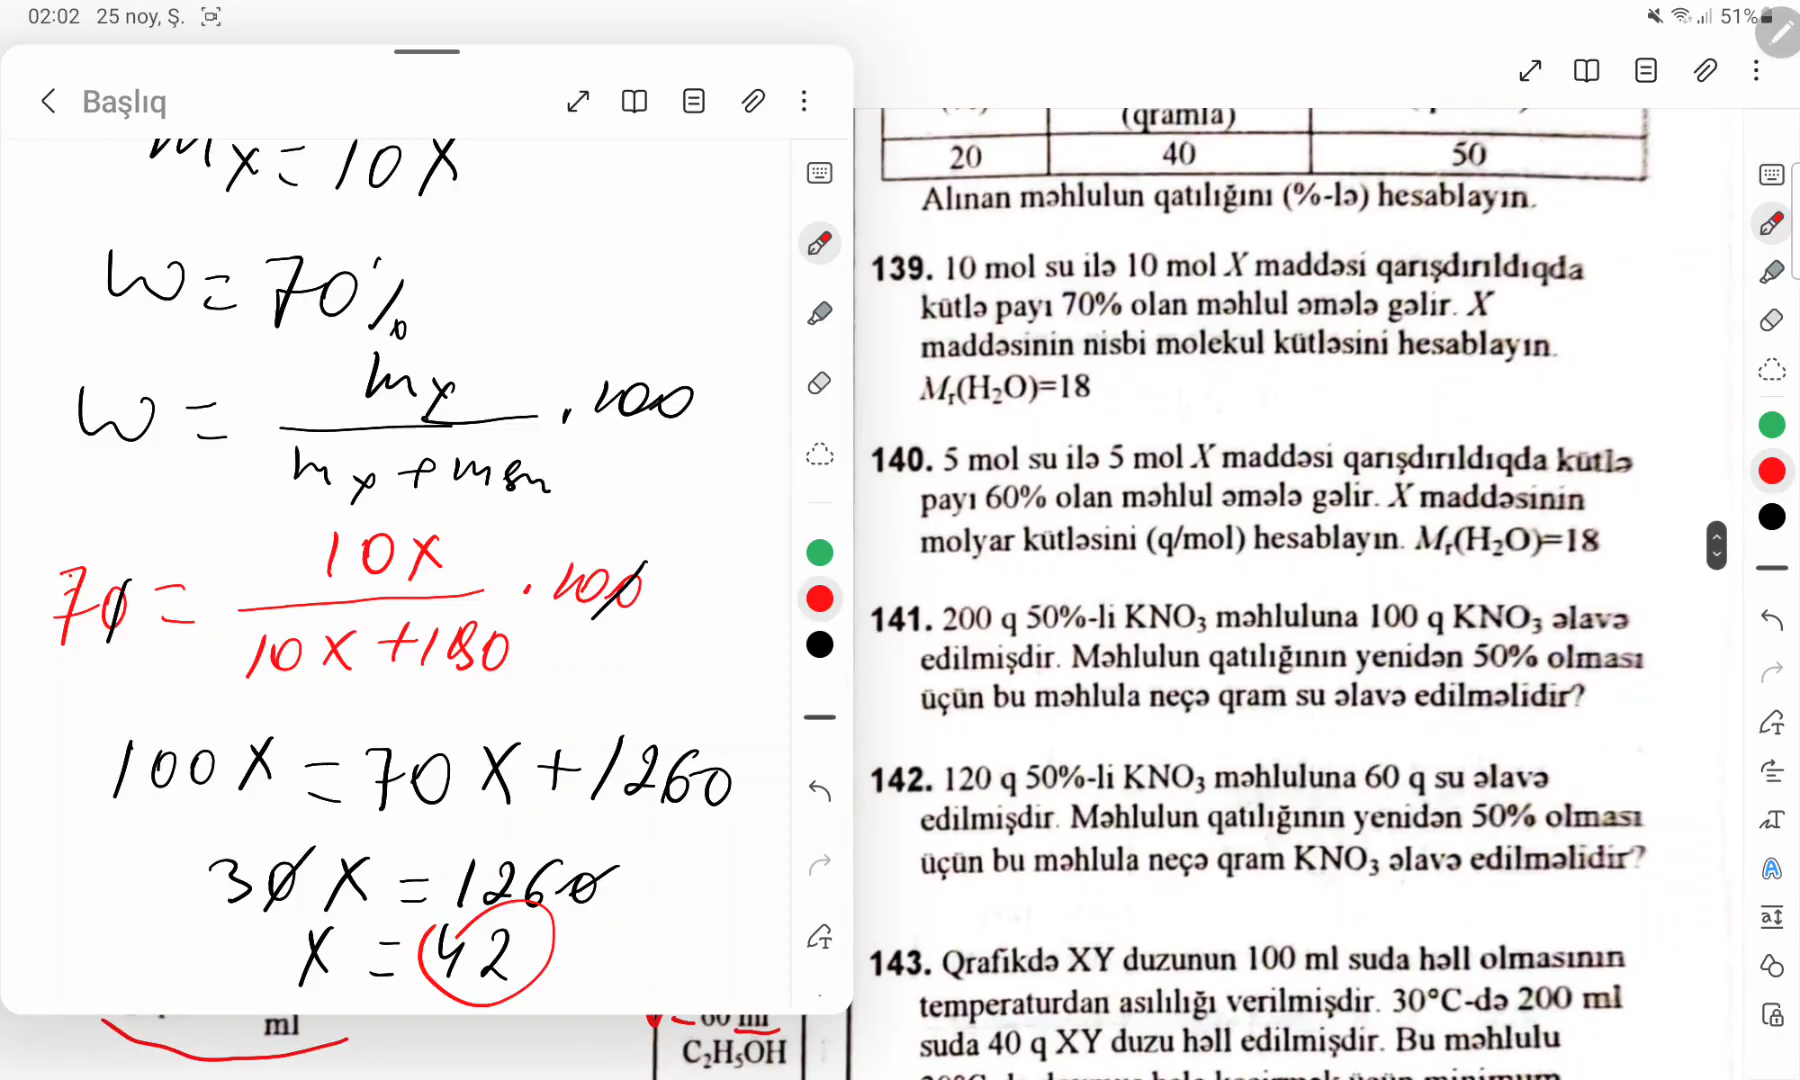 02:02 25 noy, Ş.
51%
Başlıq
mx = 10x
W = 70%
W = mx / mx + msu · 100
70 = 10x / 10x + 180 · 100
100x = 70x + 1260
30x = 1260
x = 42
ml
60 ml
C₂H₅OH
(qramla)
20 40 50
Alınan məhlulun qatılığını (%-lə) hesablayın.
139. 10 mol su ilə 10 mol X maddəsi qarışdırıldıqda
kütlə payı 70% olan məhlul əmələ gəlir. X
maddəsinin nisbi molekul kütləsini hesablayın.
Mr(H₂O)=18
140. 5 mol su ilə 5 mol X maddəsi qarışdırıldıqda kütlə
payı 60% olan məhlul əmələ gəlir. X maddəsinin
molyar kütləsini (q/mol) hesablayın. Mr(H₂O)=18
141. 200 q 50%-li KNO₃ məhluluna 100 q KNO₃ əlavə
edilmişdir. Məhlulun qatılığının yenidən 50% olması
üçün bu məhlula neçə qram su əlavə edilməlidir?
142. 120 q 50%-li KNO₃ məhluluna 60 q su əlavə
edilmişdir. Məhlulun qatılığının yenidən 50% olması
üçün bu məhlula neçə qram KNO₃ əlavə edilməlidir?
143. Qrafikdə XY duzunun 100 ml suda həll olmasının
temperaturdan asılılığı verilmişdir. 30°C-də 200 ml
suda 40 q XY duzu həll edilmişdir. Bu məhlulu